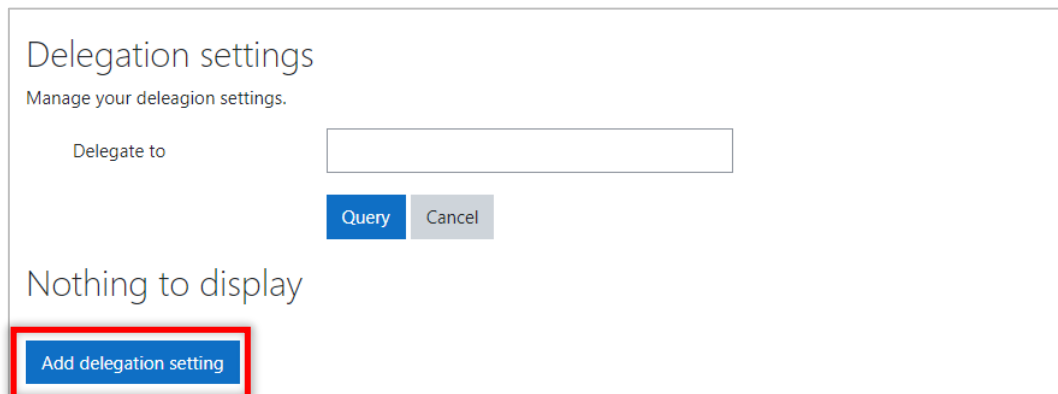 Delegation settings
Manage your deleagion settings.
Delegate to
Query Cancel
Nothing to display
Add delegation setting